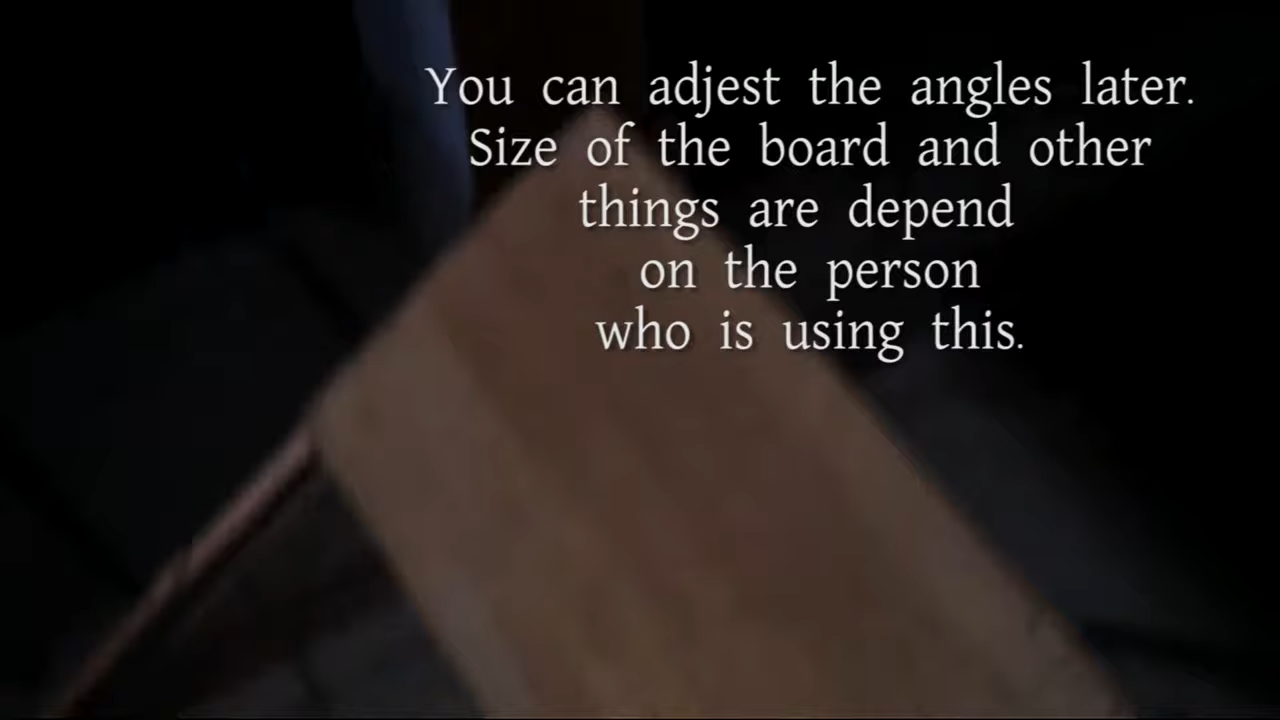 You can adjest the angles later.
Size of the board and other
things are depend
on the person
who is using this.